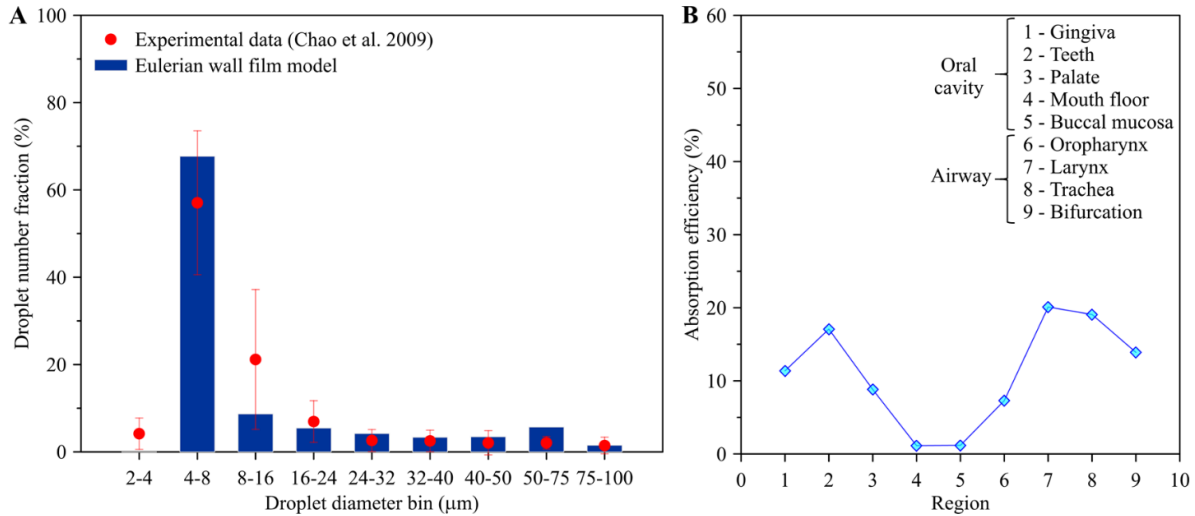 A
Droplet number fraction (%)
100
80
60
40
20
0
Experimental data (Chao et al. 2009)
Eulerian wall film model
2-4 4-8 8-16 16-24 24-32 32-40 40-50 50-75 75-100
Droplet diameter bin (μm)
B
Absorption efficiency (%)
60
50
40
30
20
10
0
Oral
cavity
1 - Gingiva
2 - Teeth
3 - Palate
4 - Mouth floor
5 - Buccal mucosa
Airway
6 - Oropharynx
7 - Larynx
8 - Trachea
9 - Bifurcation
0 1 2 3 4 5 6 7 8 9 10
Region